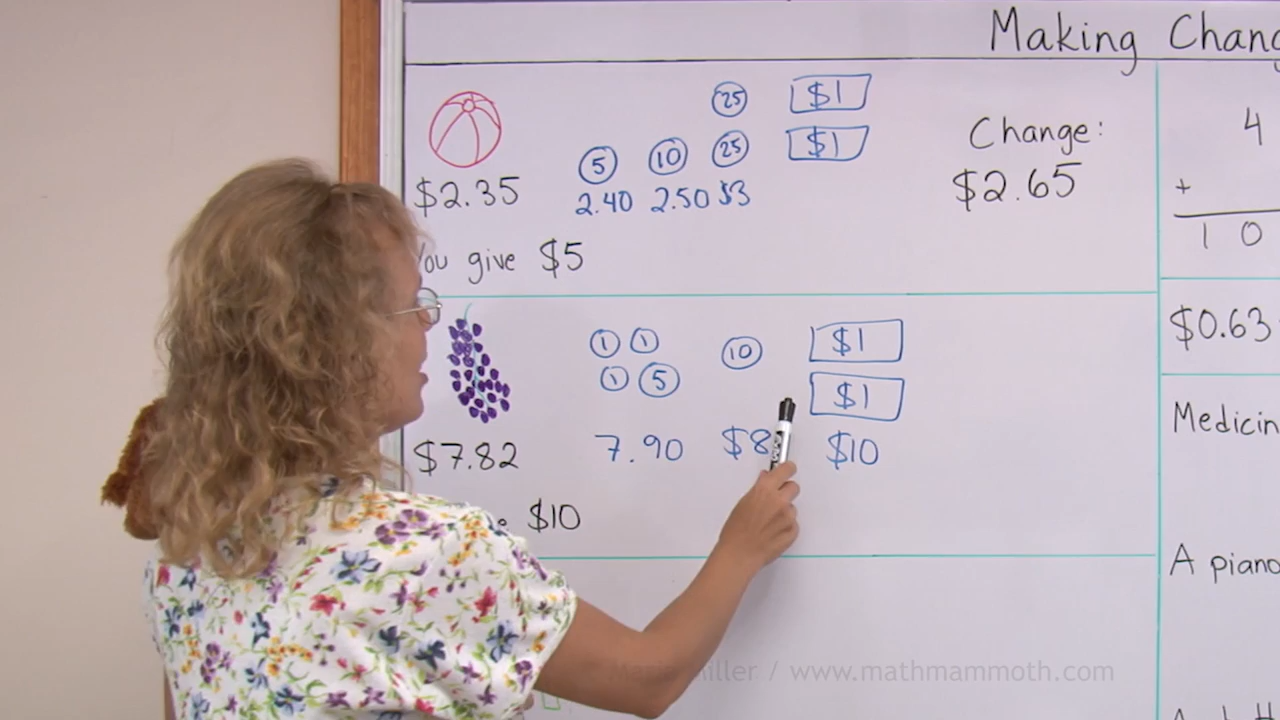 Making Chang
25 $1
5 10 25 $1
$2.35 2.40 2.50 $3
You give $5
Change:
$2.65
1 1 10 $1
1 5 $1
$7.82 7.90 $8 $10
$10
4
+
10
$0.63
Medicin
A piano
Maria Miller / www.mathmammoth.com